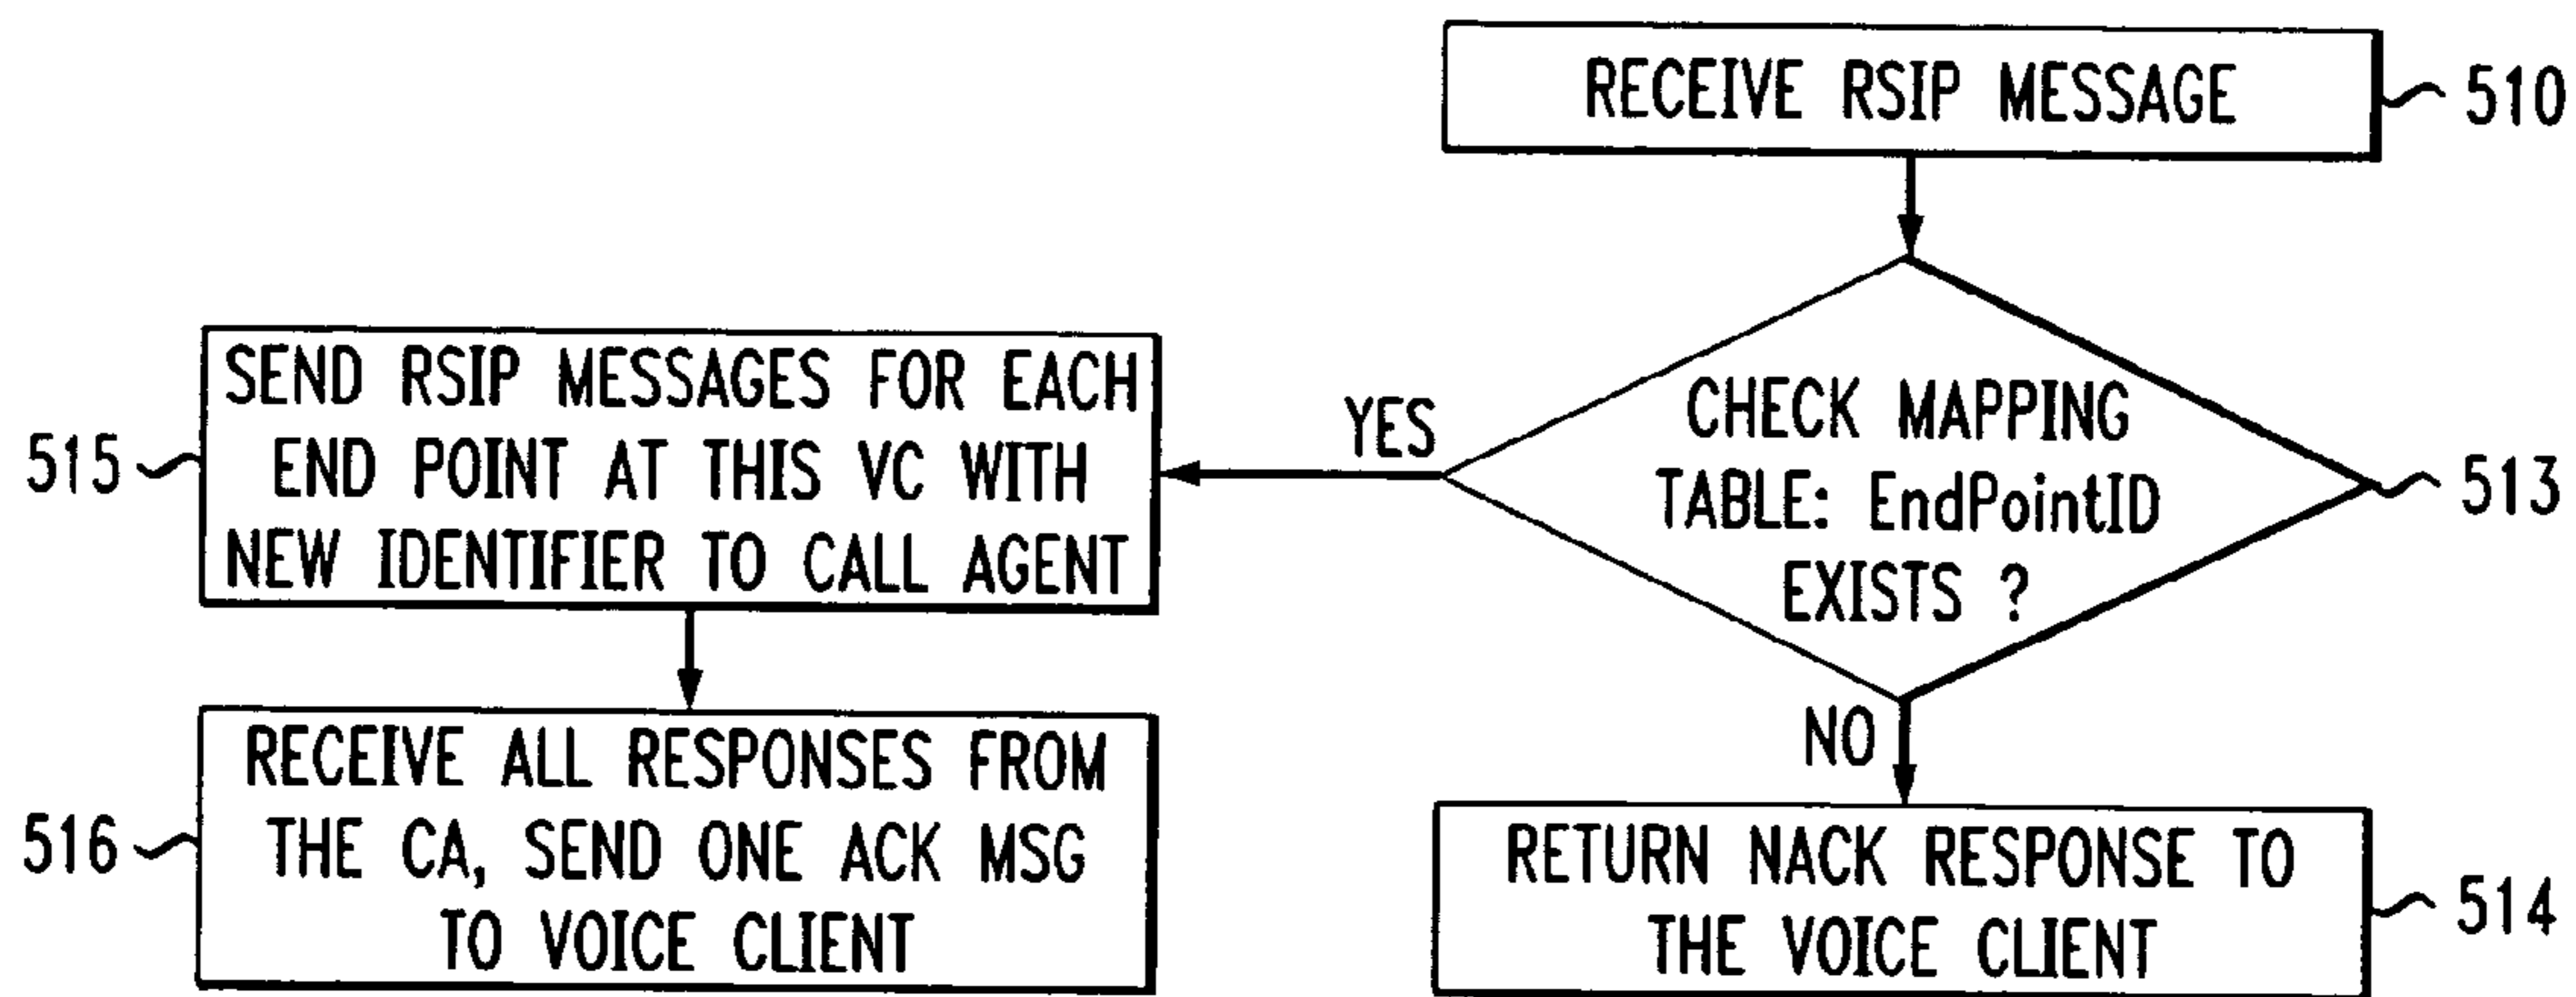 RECEIVE RSIP MESSAGE
510
CHECK MAPPING
TABLE: EndPointID
EXISTS ?
513
YES
NO
SEND RSIP MESSAGES FOR EACH
END POINT AT THIS VC WITH
NEW IDENTIFIER TO CALL AGENT
515
RECEIVE ALL RESPONSES FROM
THE CA, SEND ONE ACK MSG
TO VOICE CLIENT
516
RETURN NACK RESPONSE TO
THE VOICE CLIENT
514